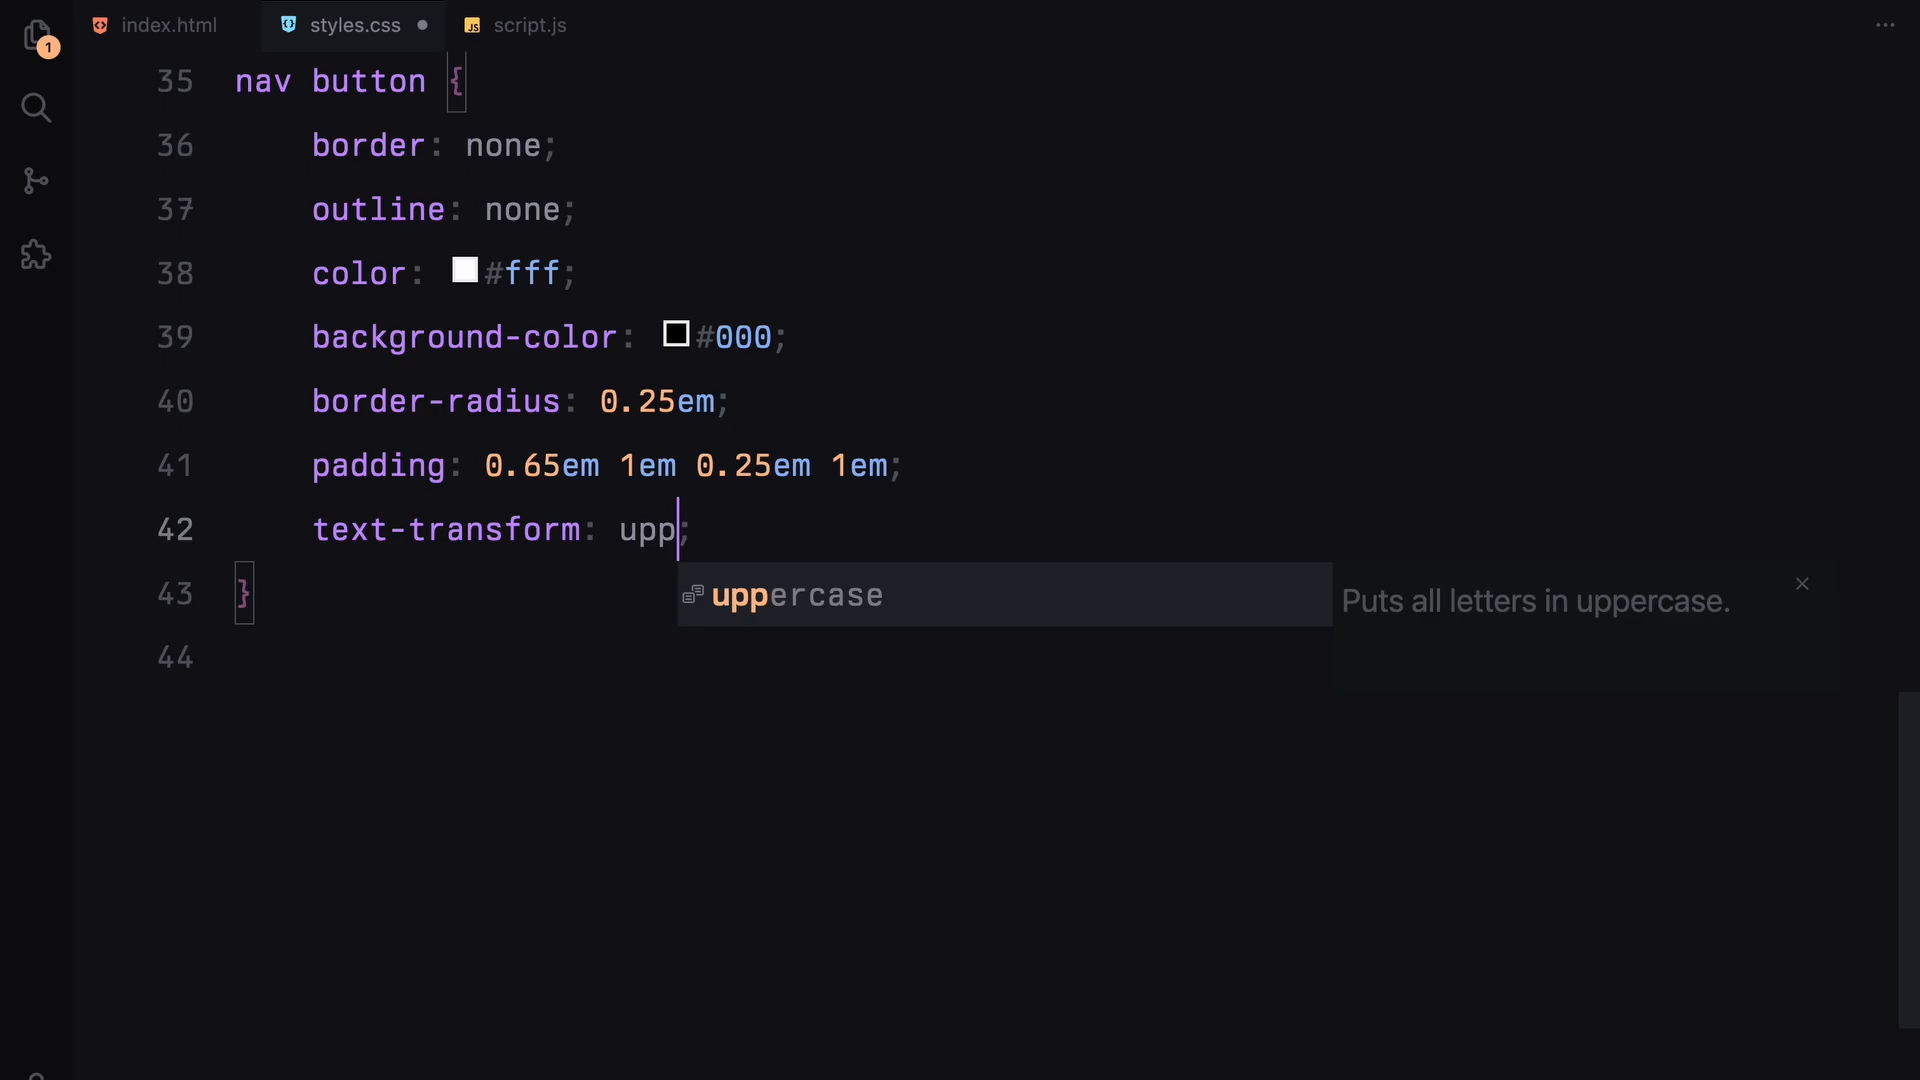 1
index.html
styles.css
JS script.js
35 nav button {
36 border: none;
37 outline: none;
38 color: #fff;
39 background-color: #000;
40 border-radius: 0.25em;
41 padding: 0.65em 1em 0.25em 1em;
42 text-transform: upp;
uppercase
Puts all letters in uppercase.
43 }
44